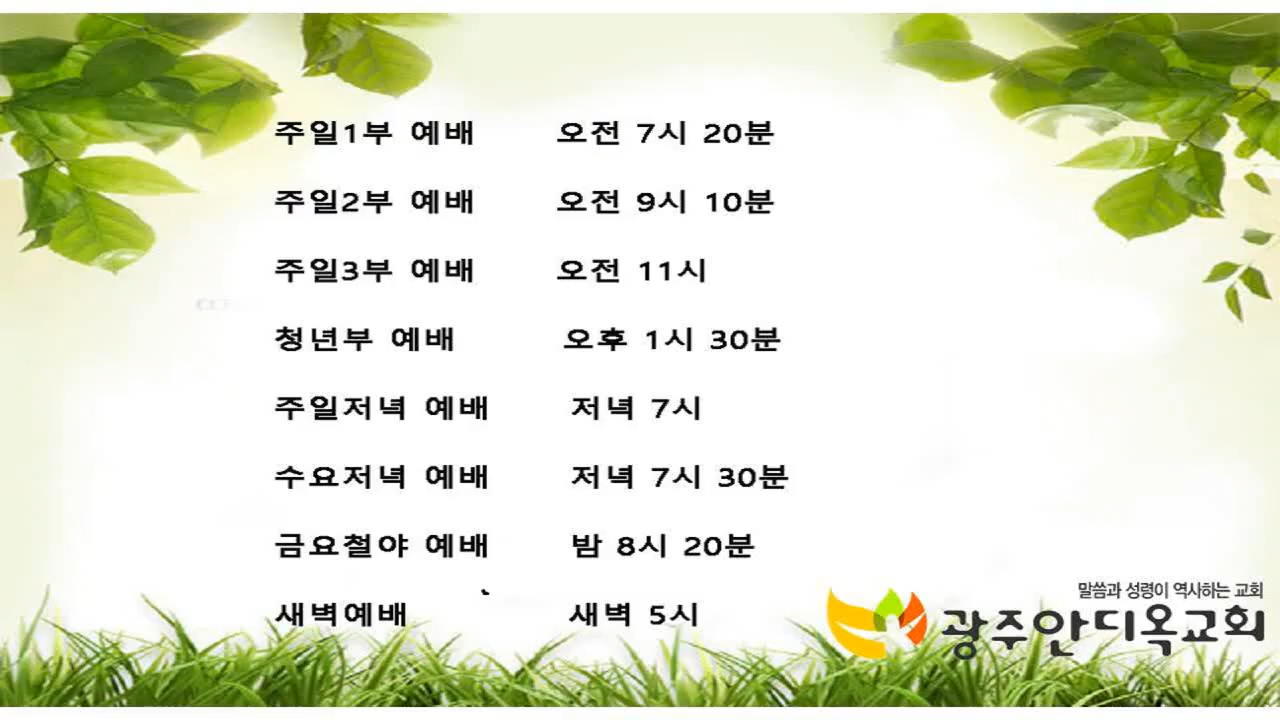 주일1부 예배 오전 7시 20분
주일2부 예배 오전 9시 10분
주일3부 예배 오전 11시
청년부 예배 오후 1시 30분
주일저녁 예배 저녁 7시
수요저녁 예배 저녁 7시 30분
금요철야 예배 밤 8시 20분
새벽예배 새벽 5시
말씀과 성령이 역사하는 교회
광주안디옥교회